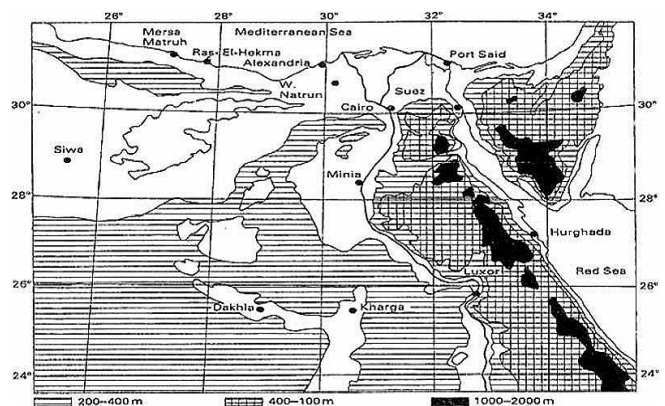 26° 28° 30° 32° 34°
Mersa
Matruh
Mediterranean Sea
Ras-El-Hekma
Alexandria
Port Said
W.
Natrun
Suez
30° Cairo 30°
Siwa
Minia
28° 28°
Hurghada
Luxor
Red Sea
26° 26°
Dakhla Kharga
24° 24°
200-400 m 400-100 m 1000-2000 m